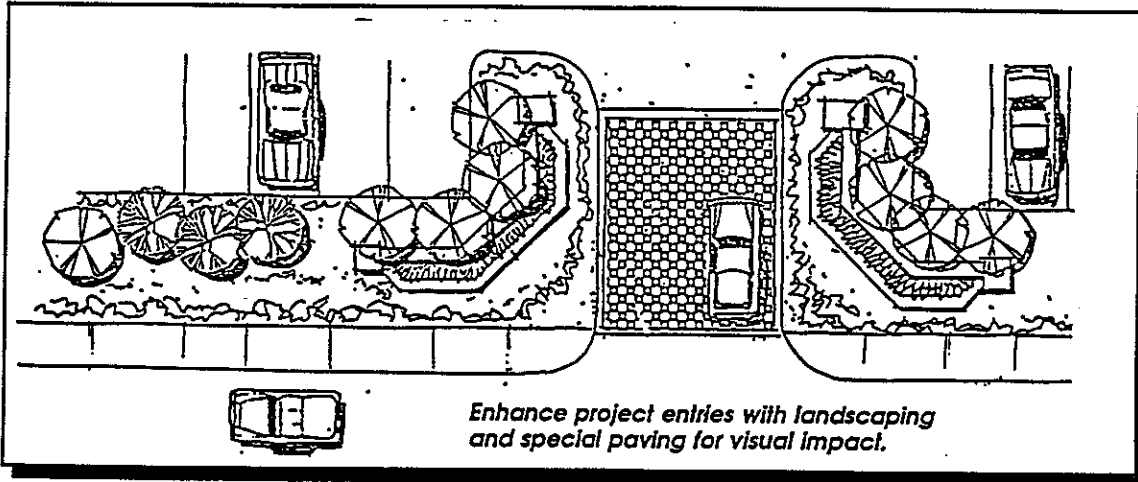 Enhance project entries with landscaping
and special paving for visual impact.